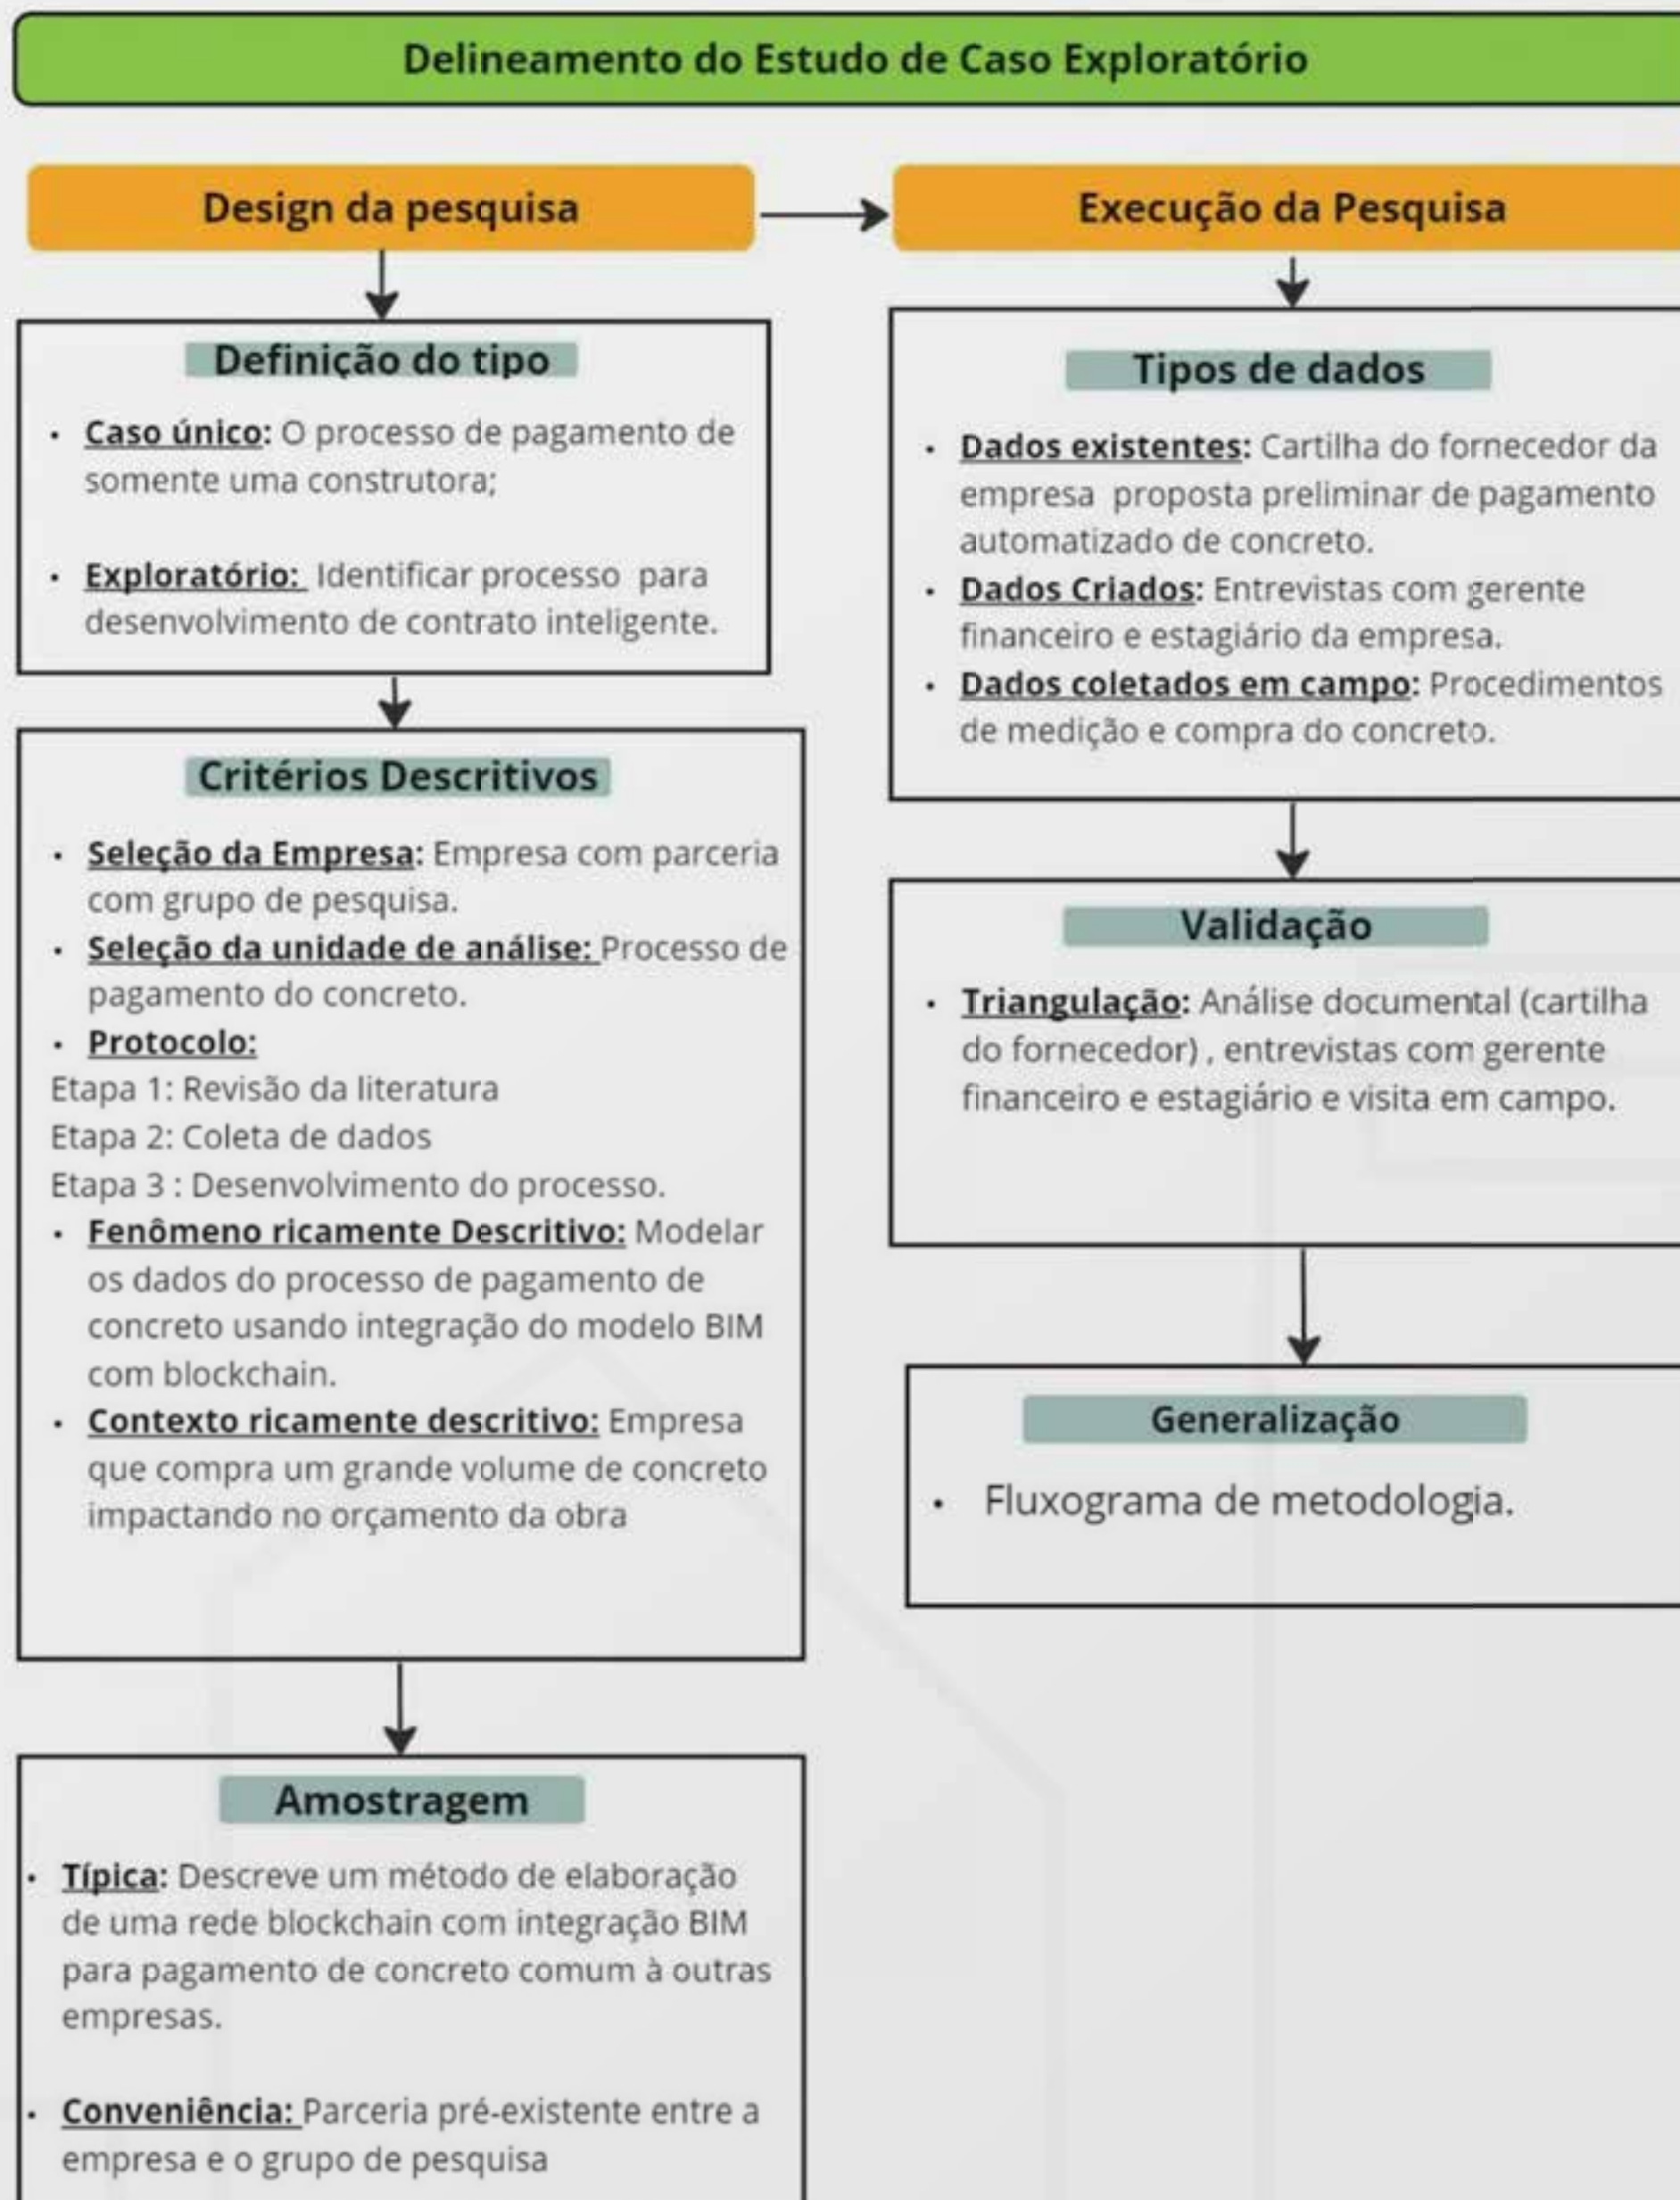 Delineamento do Estudo de Caso Exploratório
Design da pesquisa
Definição do tipo
• Caso único: O processo de pagamento de
somente uma construtora;
• Exploratório: Identificar processo para
desenvolvimento de contrato inteligente.
Critérios Descritivos
• Seleção da Empresa: Empresa com parceria
com grupo de pesquisa.
• Seleção da unidade de análise: Processo de
pagamento do concreto.
• Protocolo:
Etapa 1: Revisão da literatura
Etapa 2: Coleta de dados
Etapa 3 : Desenvolvimento do processo.
• Fenômeno ricamente Descritivo: Modelar
os dados do processo de pagamento de
concreto usando integração do modelo BIM
com blockchain.
• Contexto ricamente descritivo: Empresa
que compra um grande volume de concreto
impactando no orçamento da obra
Amostragem
• Típica: Descreve um método de elaboração
de uma rede blockchain com integração BIM
para pagamento de concreto comum à outras
empresas.
• Conveniência: Parceria pré-existente entre a
empresa e o grupo de pesquisa
Execução da Pesquisa
Tipos de dados
• Dados existentes: Cartilha do fornecedor da
empresa proposta preliminar de pagamento
automatizado de concreto.
• Dados Criados: Entrevistas com gerente
financeiro e estagiário da empresa.
• Dados coletados em campo: Procedimentos
de medição e compra do concreto.
Validação
• Triangulação: Análise documental (cartilha
do fornecedor) , entrevistas com gerente
financeiro e estagiário e visita em campo.
Generalização
• Fluxograma de metodologia.